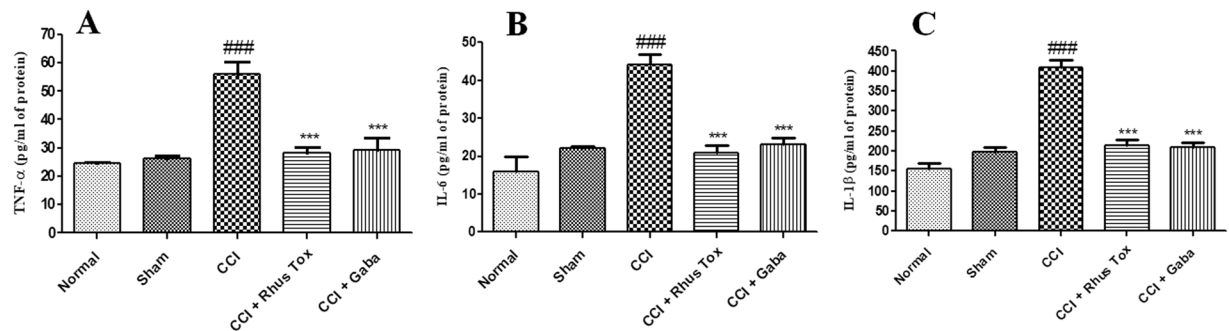 A
TNF-α (pg/ml of protein)
70
60
50
40
30
20
10
0
###
***
***
Normal
Sham
CCI
CCI + Rhus Tox
CCI + Gaba
B
IL-6 (pg/ml of protein)
50
40
30
20
10
0
###
***
***
Normal
Sham
CCI
CCI + Rhus Tox
CCI + Gaba
C
IL-1β (pg/ml of protein)
450
400
350
300
250
200
150
100
50
0
###
***
***
Normal
Sham
CCI
CCI + Rhus Tox
CCI + Gaba